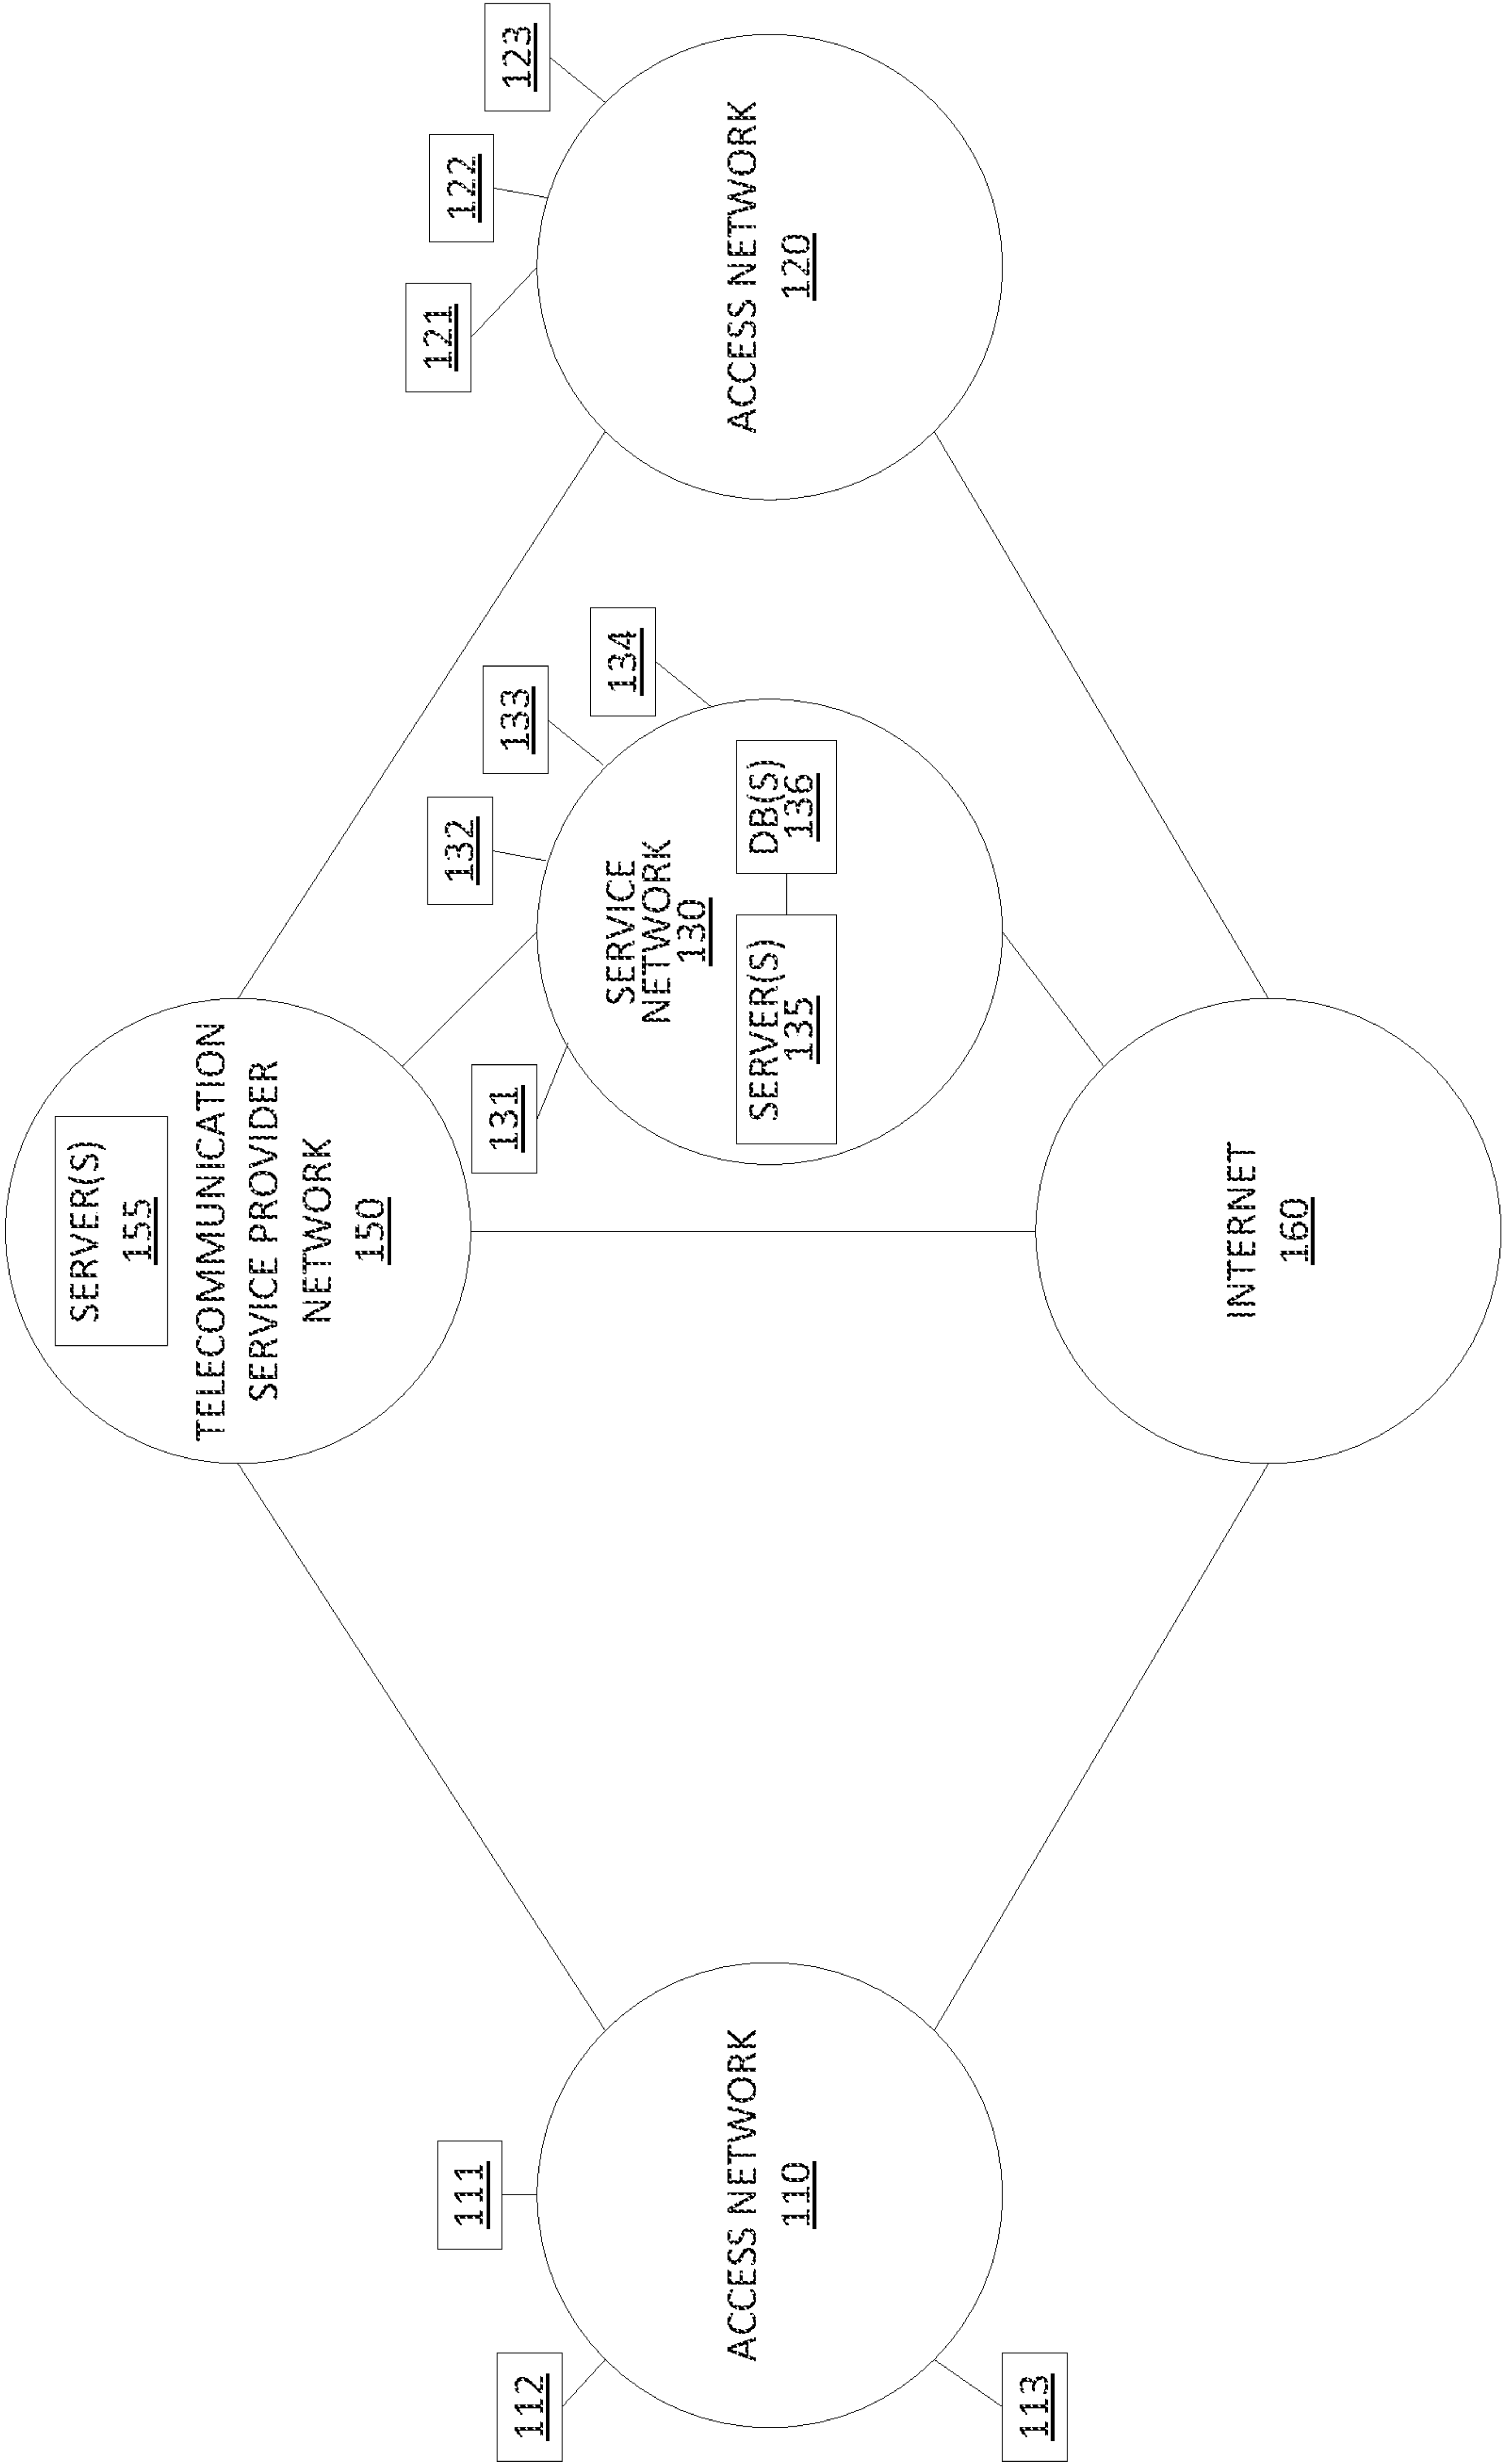 SERVER(S)
155
TELECOMMUNICATION
SERVICE PROVIDER
NETWORK
150
112
111
ACCESS NETWORK
110
113
131
132
133
134
SERVICE
NETWORK
130
SERVER(S)
135
DB(S)
136
121
122
123
ACCESS NETWORK
120
INTERNET
160